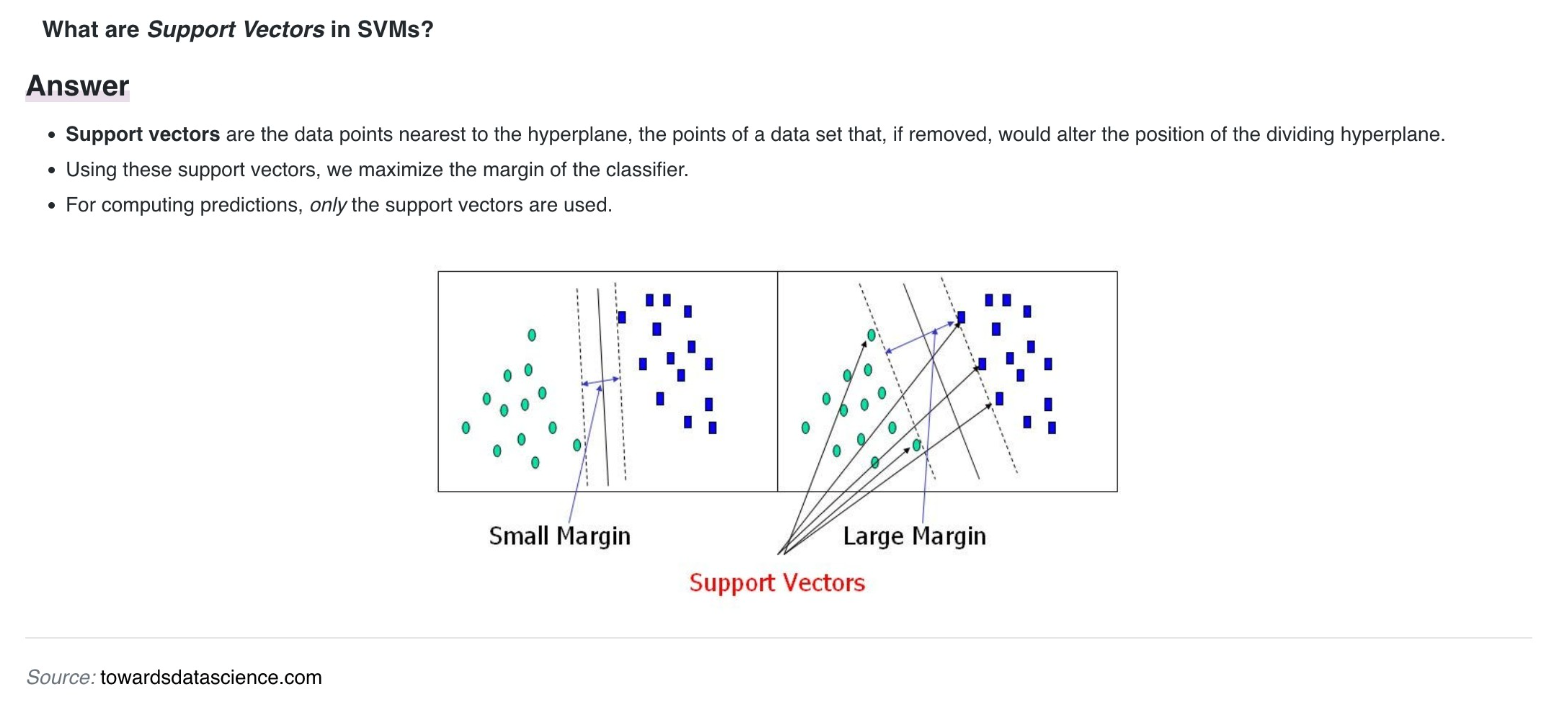 What are Support Vectors in SVMs?
Answer
• Support vectors are the data points nearest to the hyperplane, the points of a data set that, if removed, would alter the position of the dividing hyperplane.
• Using these support vectors, we maximize the margin of the classifier.
• For computing predictions, only the support vectors are used.
Small Margin
Large Margin
Support Vectors
Source: towardsdatascience.com